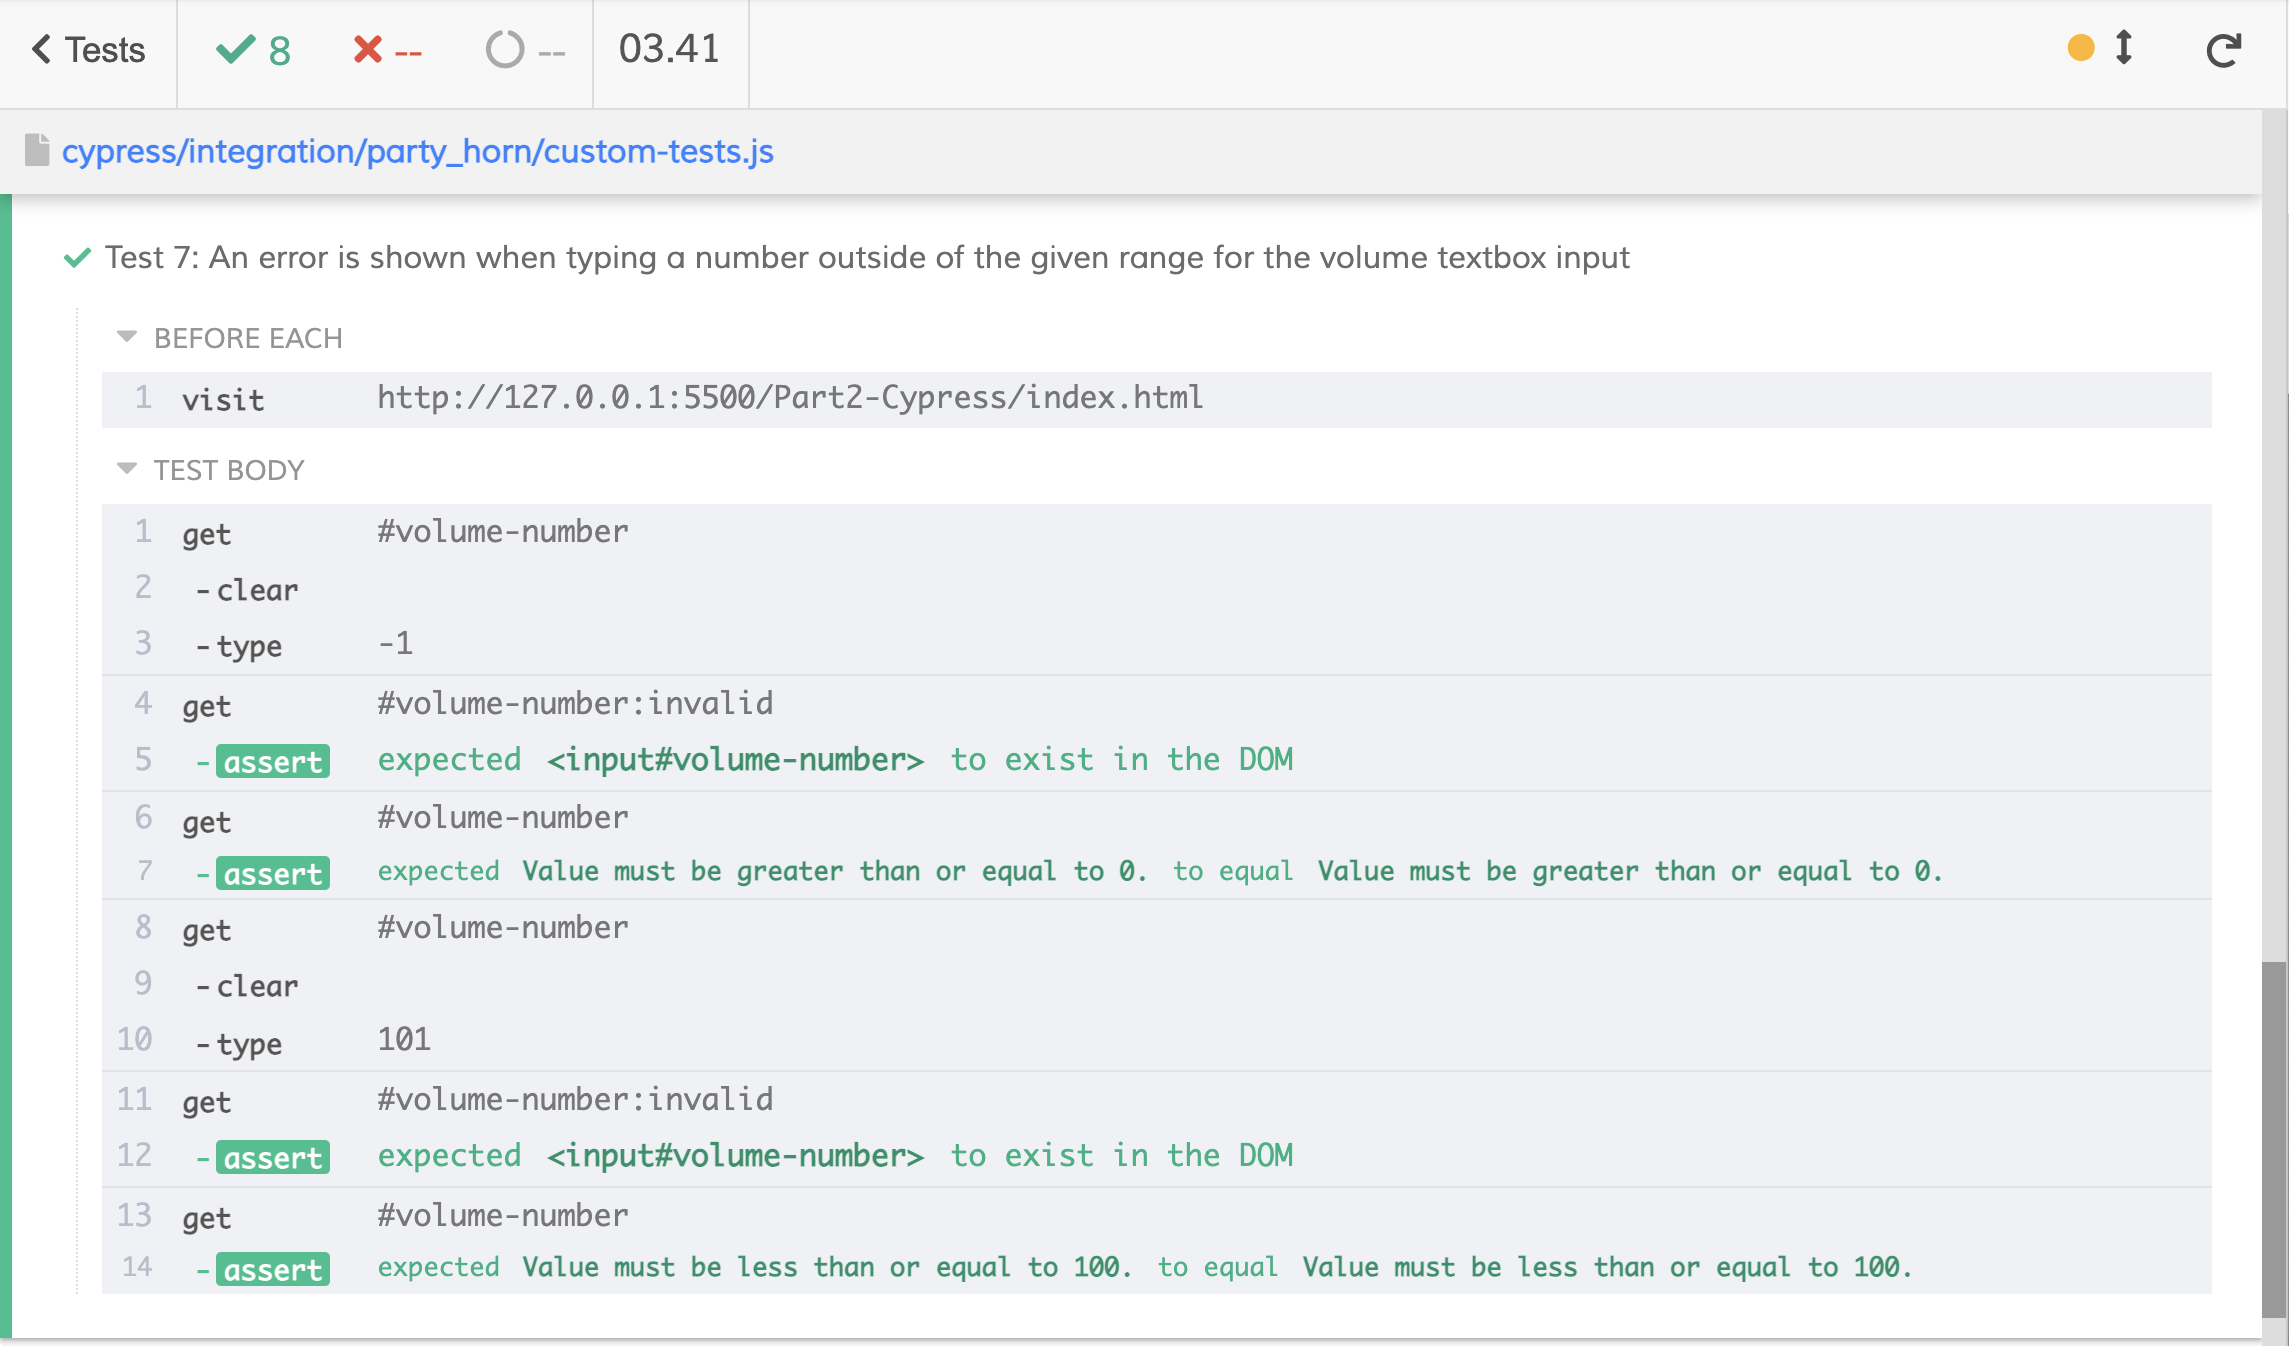 Tests 8 -- -- 03.41
cypress/integration/party_horn/custom-tests.js
Test 7: An error is shown when typing a number outside of the given range for the volume textbox input
BEFORE EACH
1 visit http://127.0.0.1:5500/Part2-Cypress/index.html
TEST BODY
1 get #volume-number
2 -clear
3 -type -1
4 get #volume-number:invalid
5 -assert expected <input#volume-number> to exist in the DOM
6 get #volume-number
7 -assert expected Value must be greater than or equal to 0. to equal Value must be greater than or equal to 0.
8 get #volume-number
9 -clear
10 -type 101
11 get #volume-number:invalid
12 -assert expected <input#volume-number> to exist in the DOM
13 get #volume-number
14 -assert expected Value must be less than or equal to 100. to equal Value must be less than or equal to 100.